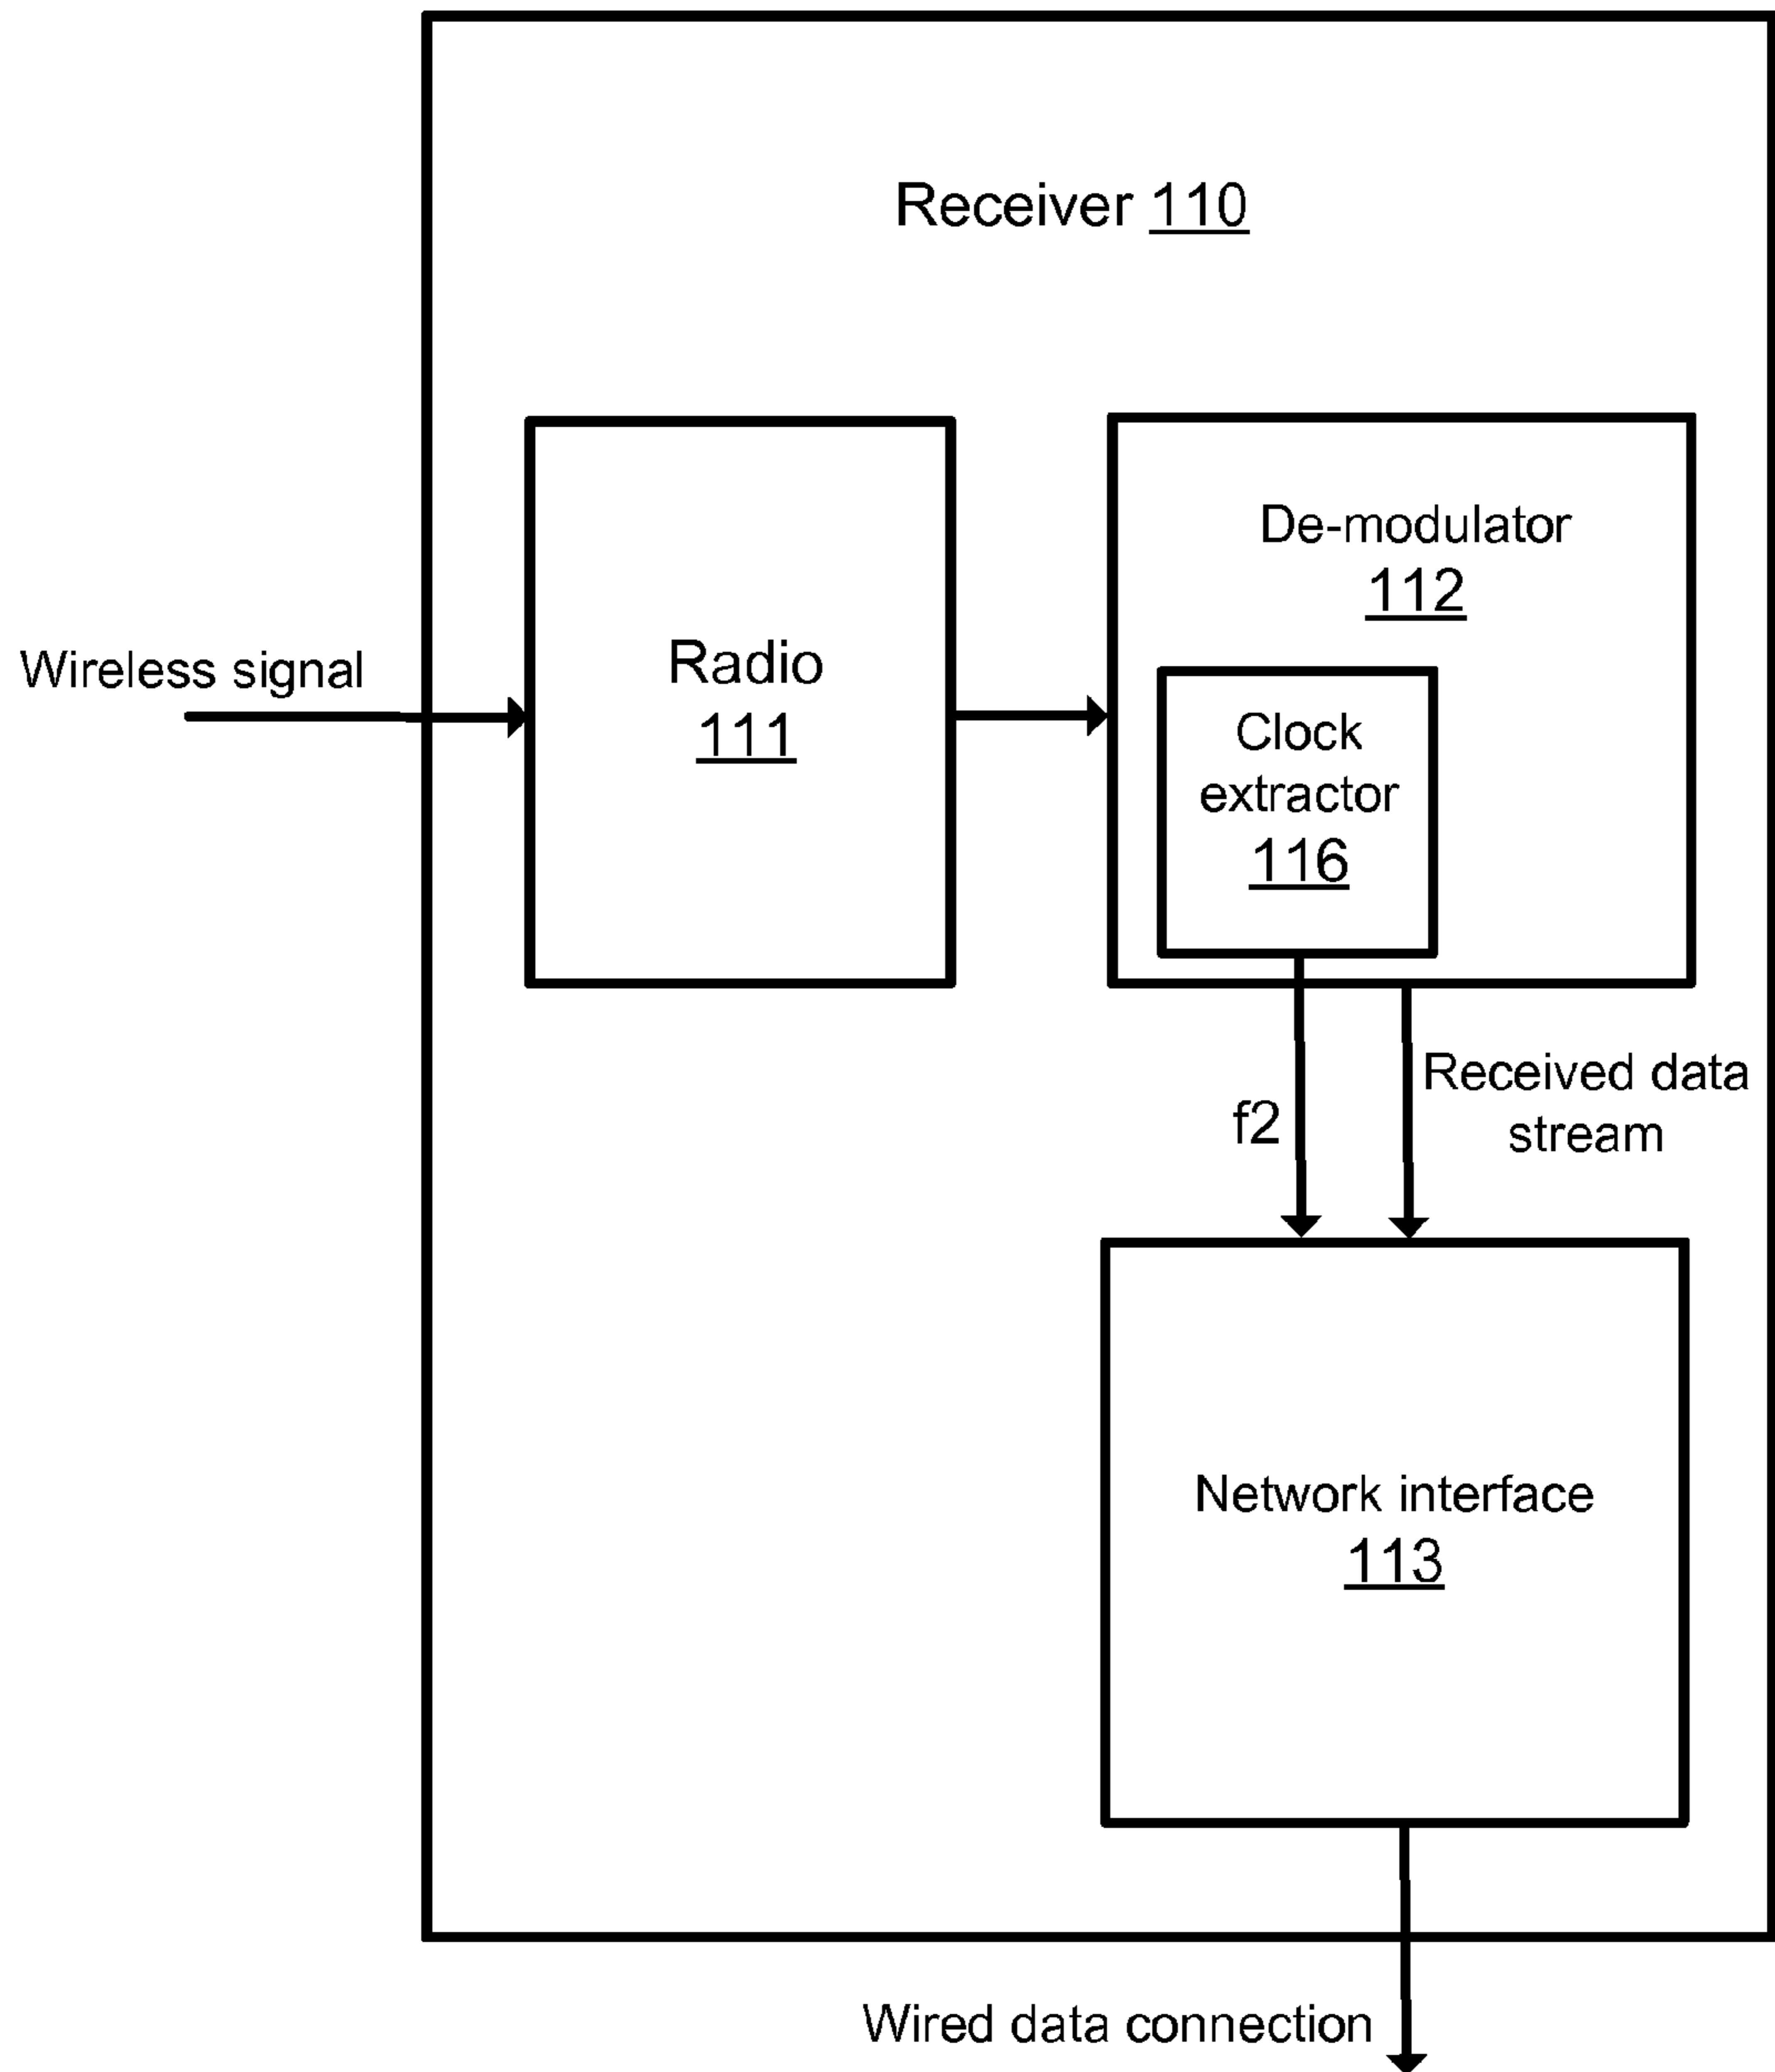 Receiver 110
Wireless signal
Radio
111
De-modulator
112
Clock
extractor
116
f2
Received data
stream
Network interface
113
Wired data connection